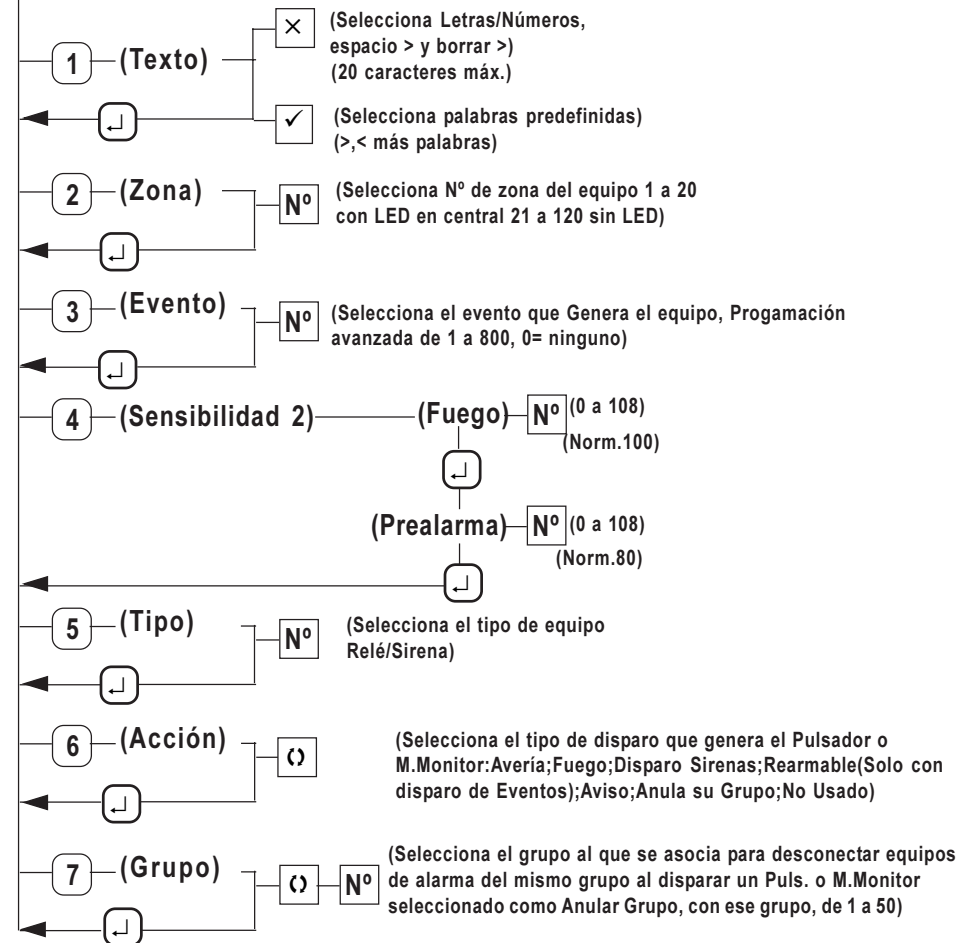 (Selecciona Letras/Números,
espacio > y borrar >)
(20 caracteres máx.)
1 (Texto)
(Selecciona palabras predefinidas)
(>,< más palabras)
2 (Zona) Nº
(Selecciona Nº de zona del equipo 1 a 20
con LED en central 21 a 120 sin LED)
3 (Evento) Nº
(Selecciona el evento que Genera el equipo, Progamación
avanzada de 1 a 800, 0= ninguno)
4 (Sensibilidad 2) (Fuego) Nº (0 a 108)
(Norm.100)
(Prealarma) Nº (0 a 108)
(Norm.80)
5 (Tipo) Nº
(Selecciona el tipo de equipo
Relé/Sirena)
6 (Acción)
(Selecciona el tipo de disparo que genera el Pulsador o
M.Monitor:Avería;Fuego;Disparo Sirenas;Rearmable(Solo con
disparo de Eventos);Aviso;Anula su Grupo;No Usado)
7 (Grupo) Nº
(Selecciona el grupo al que se asocia para desconectar equipos
de alarma del mismo grupo al disparar un Puls. o M.Monitor
seleccionado como Anular Grupo, con ese grupo, de 1 a 50)